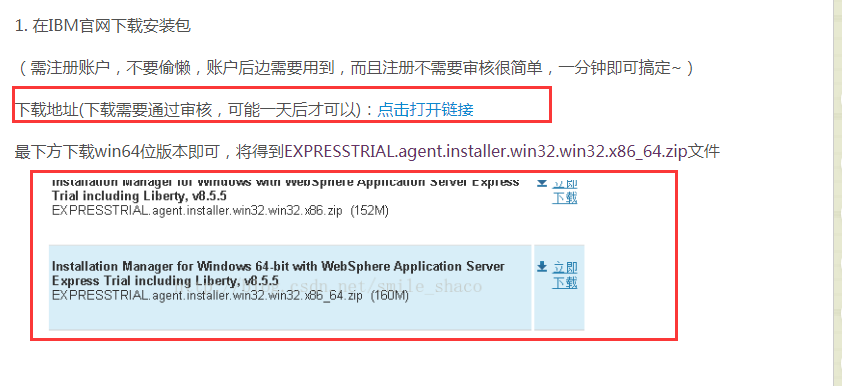 1. 在IBM官网下载安装包
（需注册账户，不要偷懒，账户后边需要用到，而且注册不需要审核很简单，一分钟即可搞定~）
下载地址(下载需要通过审核，可能一天后才可以)：点击打开链接
最下方下载win64位版本即可，将得到EXPRESSTRIAL.agent.installer.win32.win32.x86_64.zip文件
Installation Manager for Windows with WebSphere Application Server Express 立即
Trial including Liberty, v8.5.5 下载
EXPRESSTRIAL.agent.installer.win32.win32.x86.zip (152M)
Installation Manager for Windows 64-bit with WebSphere Application Server 立即
Express Trial including Liberty, v8.5.5 下载
EXPRESSTRIAL.agent.installer.win32.win32.x86_64.zip (160M)
http://blog.csdn.net/smile_shaco